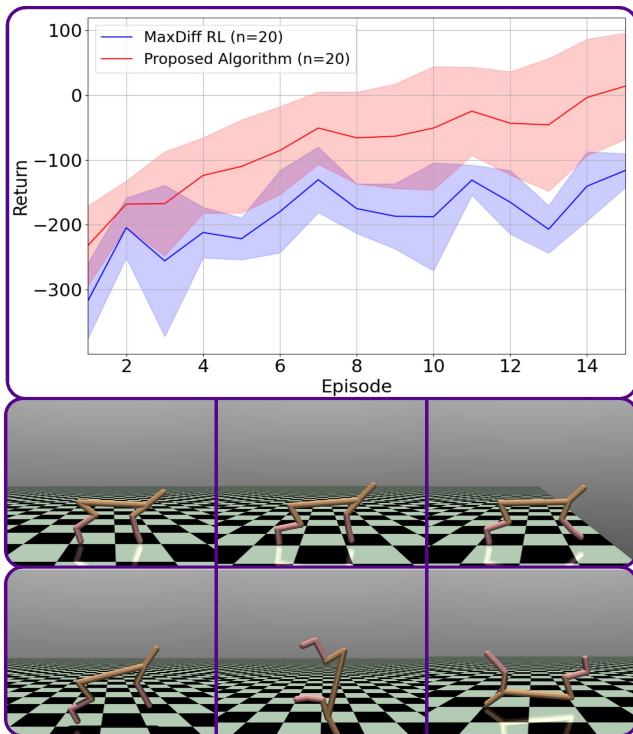 100
MaxDiff RL (n=20)
Proposed Algorithm (n=20)
0
−100
−200
−300
Return
2 4 6 8 10 12 14
Episode